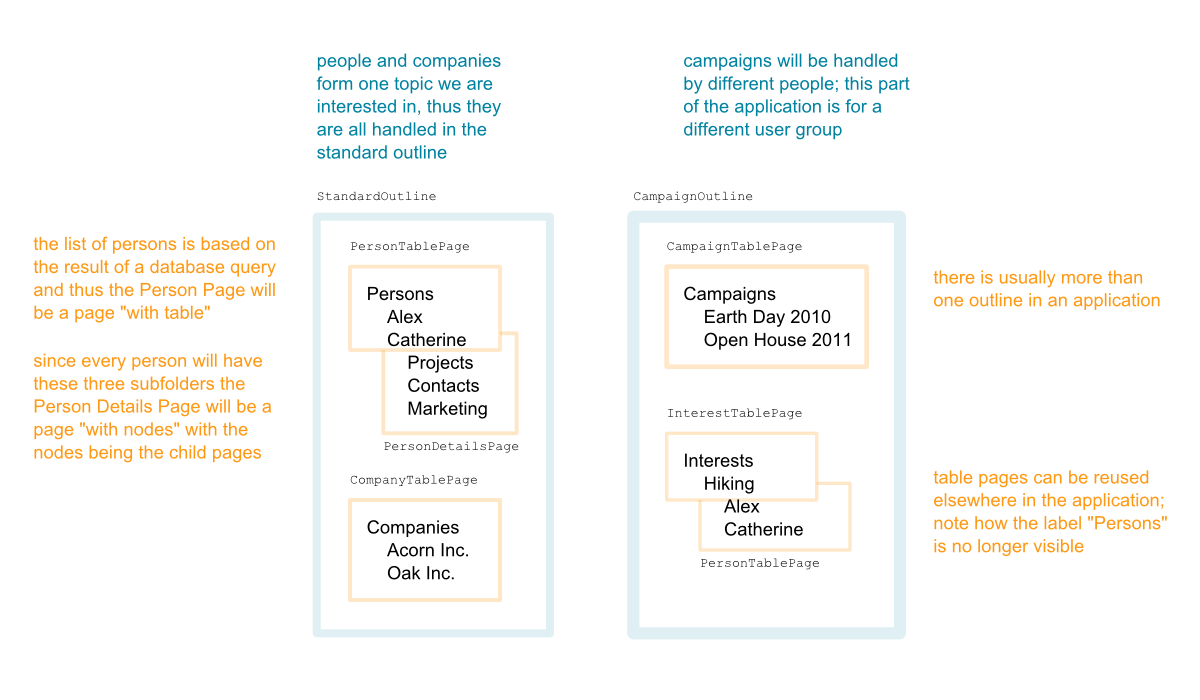 people and companies
form one topic we are
interested in, thus they
are all handled in the
standard outline
campaigns will be handled
by different people; this part
of the application is for a
different user group
the list of persons is based on
the result of a database query
and thus the Person Page will
be a page "with table"
since every person will have
these three subfolders the
Person Details Page will be a
page "with nodes" with the
nodes being the child pages
StandardOutline
PersonTablePage
Persons
Alex
Catherine
Projects
Contacts
Marketing
PersonDetailsPage
CompanyTablePage
Companies
Acorn Inc.
Oak Inc.
CampaignOutline
CampaignTablePage
Campaigns
Earth Day 2010
Open House 2011
InterestTablePage
Interests
Hiking
Alex
Catherine
PersonTablePage
there is usually more than
one outline in an application
table pages can be reused
elsewhere in the application;
note how the label "Persons"
is no longer visible